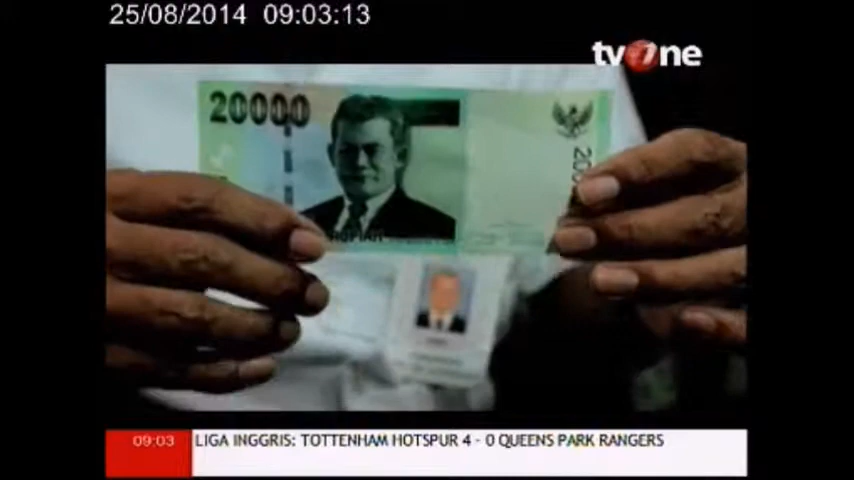 25/08/2014 09:03:13
tvOne
20000
RUPIAH
09:03 LIGA INGGRIS: TOTTENHAM HOTSPUR 4 - 0 QUEENS PARK RANGERS